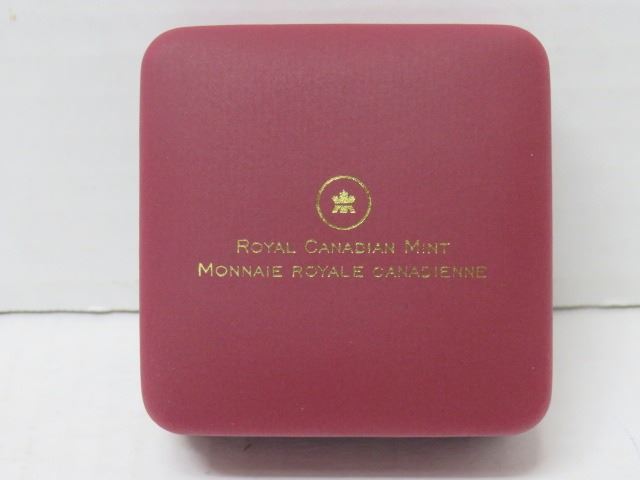 ROYAL CANADIAN MINT
MONNAIE ROYALE CANADIENNE